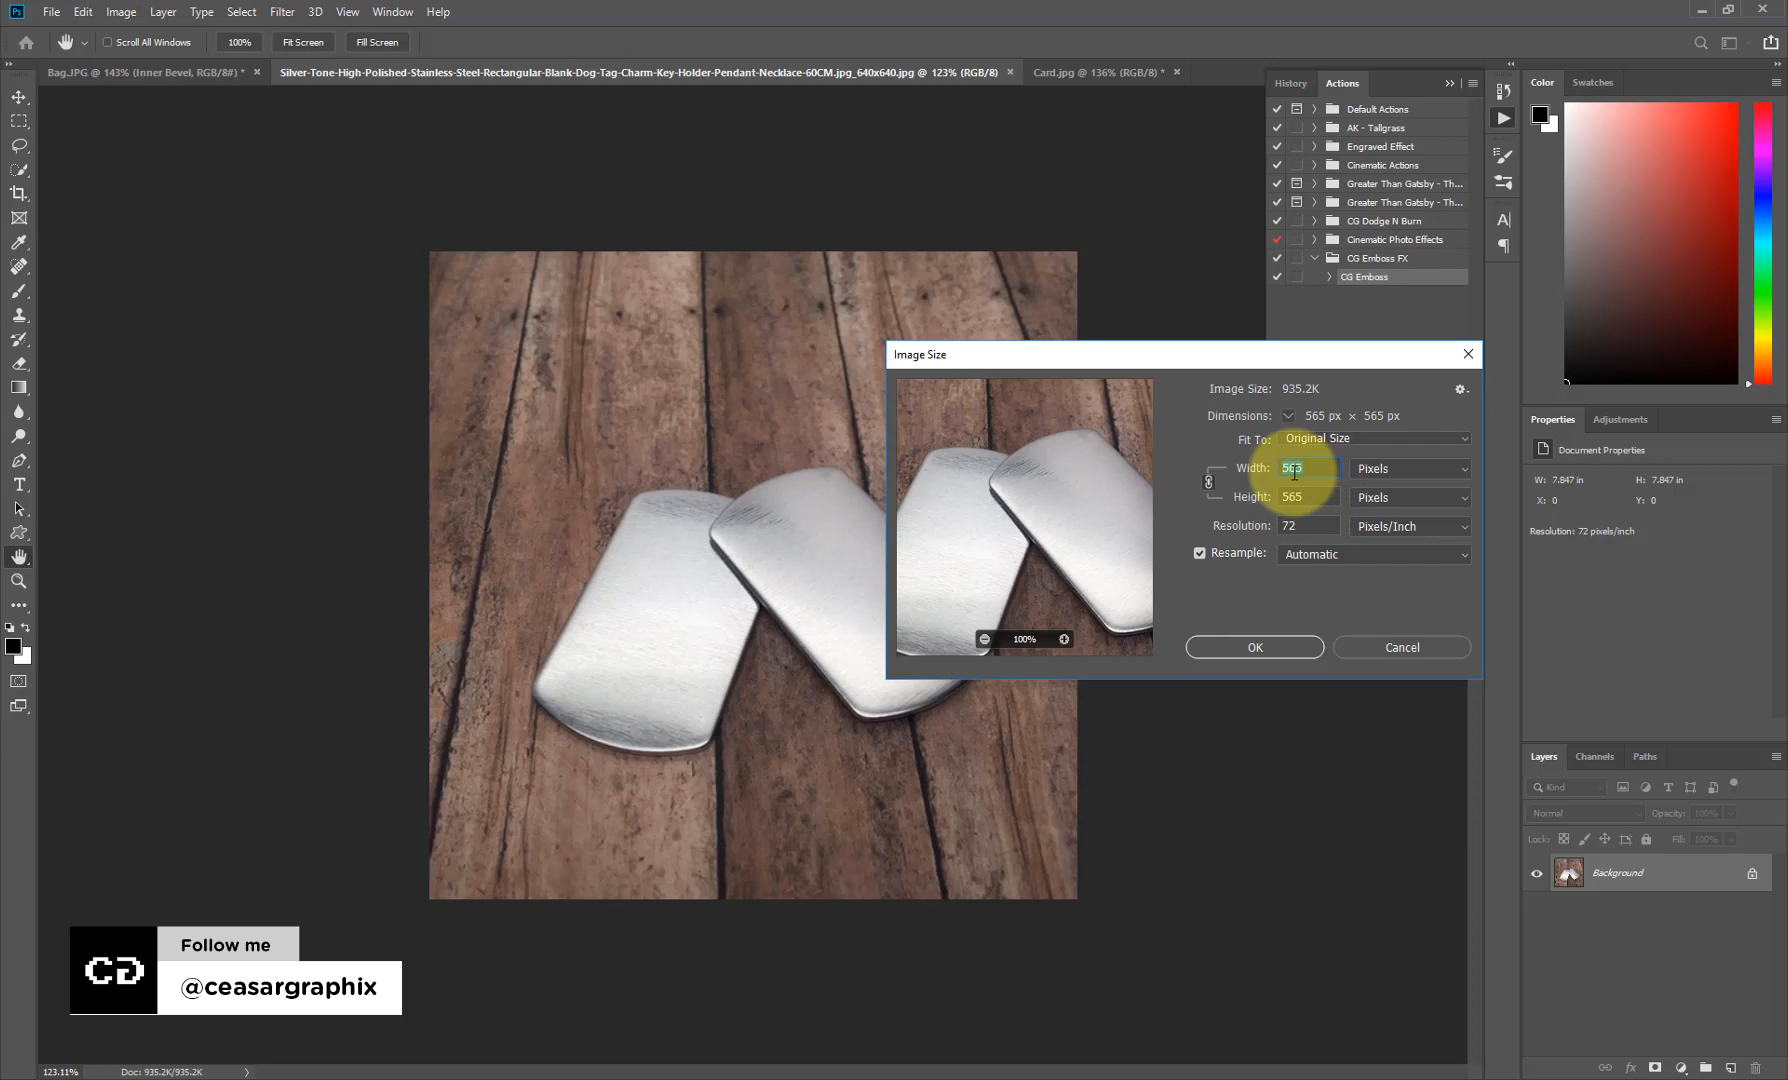 Ps File Edit Image Layer Type Select Filter 3D View Window Help
Scroll All Windows 100% Fit Screen Fill Screen
Bag.JPG @ 143% (Inner Bevel, RGB/8#) * ×
Silver-Tone-High-Polished-Stainless-Steel-Rectangular-Blank-Dog-Tag-Charm-Key-Holder-Pendant-Necklace-60CM.jpg_640x640.jpg @ 123% (RGB/8) ×
Card.jpg @ 136% (RGB/8) * ×
History Actions
Default Actions
AK - Tallgrass
Engraved Effect
Cinematic Actions
Greater Than Gatsby - Th...
Greater Than Gatsby - Th...
CG Dodge N Burn
Cinematic Photo Effects
CG Emboss FX
CG Emboss
Color Swatches
Image Size
Image Size: 935.2K
Dimensions: 565 px × 565 px
Fit To: Original Size
Width: 565 Pixels
Height: 565 Pixels
Resolution: 72 Pixels/Inch
Resample: Automatic
100%
OK Cancel
Properties Adjustments
Document Properties
W: 7.847 in H: 7.847 in
X: 0 Y: 0
Resolution: 72 pixels/inch
Layers Channels Paths
Kind
Normal Opacity: 100%
Lock: Fill: 100%
Background
CG
Follow me
@ceasargraphix
123.11% Doc: 935.2K/935.2K